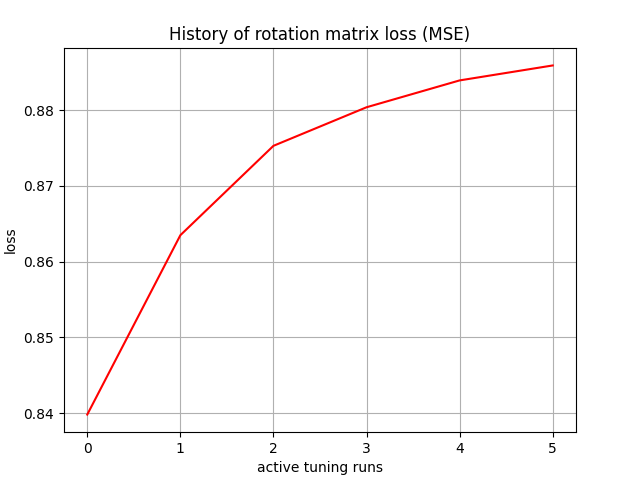 History of rotation matrix loss (MSE)
0.88
0.87
0.86
0.85
0.84
loss
0 1 2 3 4 5
active tuning runs